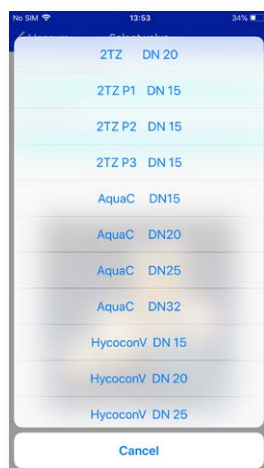 No SIM 13:53 34%
2TZ DN 20
2TZ P1 DN 15
2TZ P2 DN 15
2TZ P3 DN 15
AquaC DN15
AquaC DN20
AquaC DN25
AquaC DN32
HycoconV DN 15
HycoconV DN 20
HycoconV DN 25
Cancel